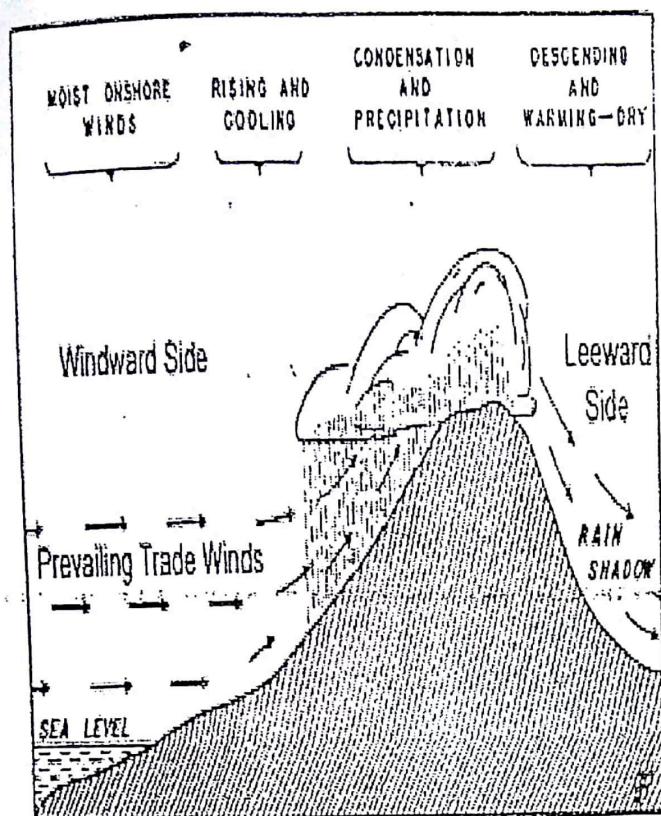 MOIST ONSHORE
WINDS
RISING AND
COOLING
CONDENSATION
AND
PRECIPITATION
DESCENDING
AND
WARMING-DRY
Windward Side
Leeward
Side
Prevailing Trade Winds
RAIN
SHADOW
SEA LEVEL